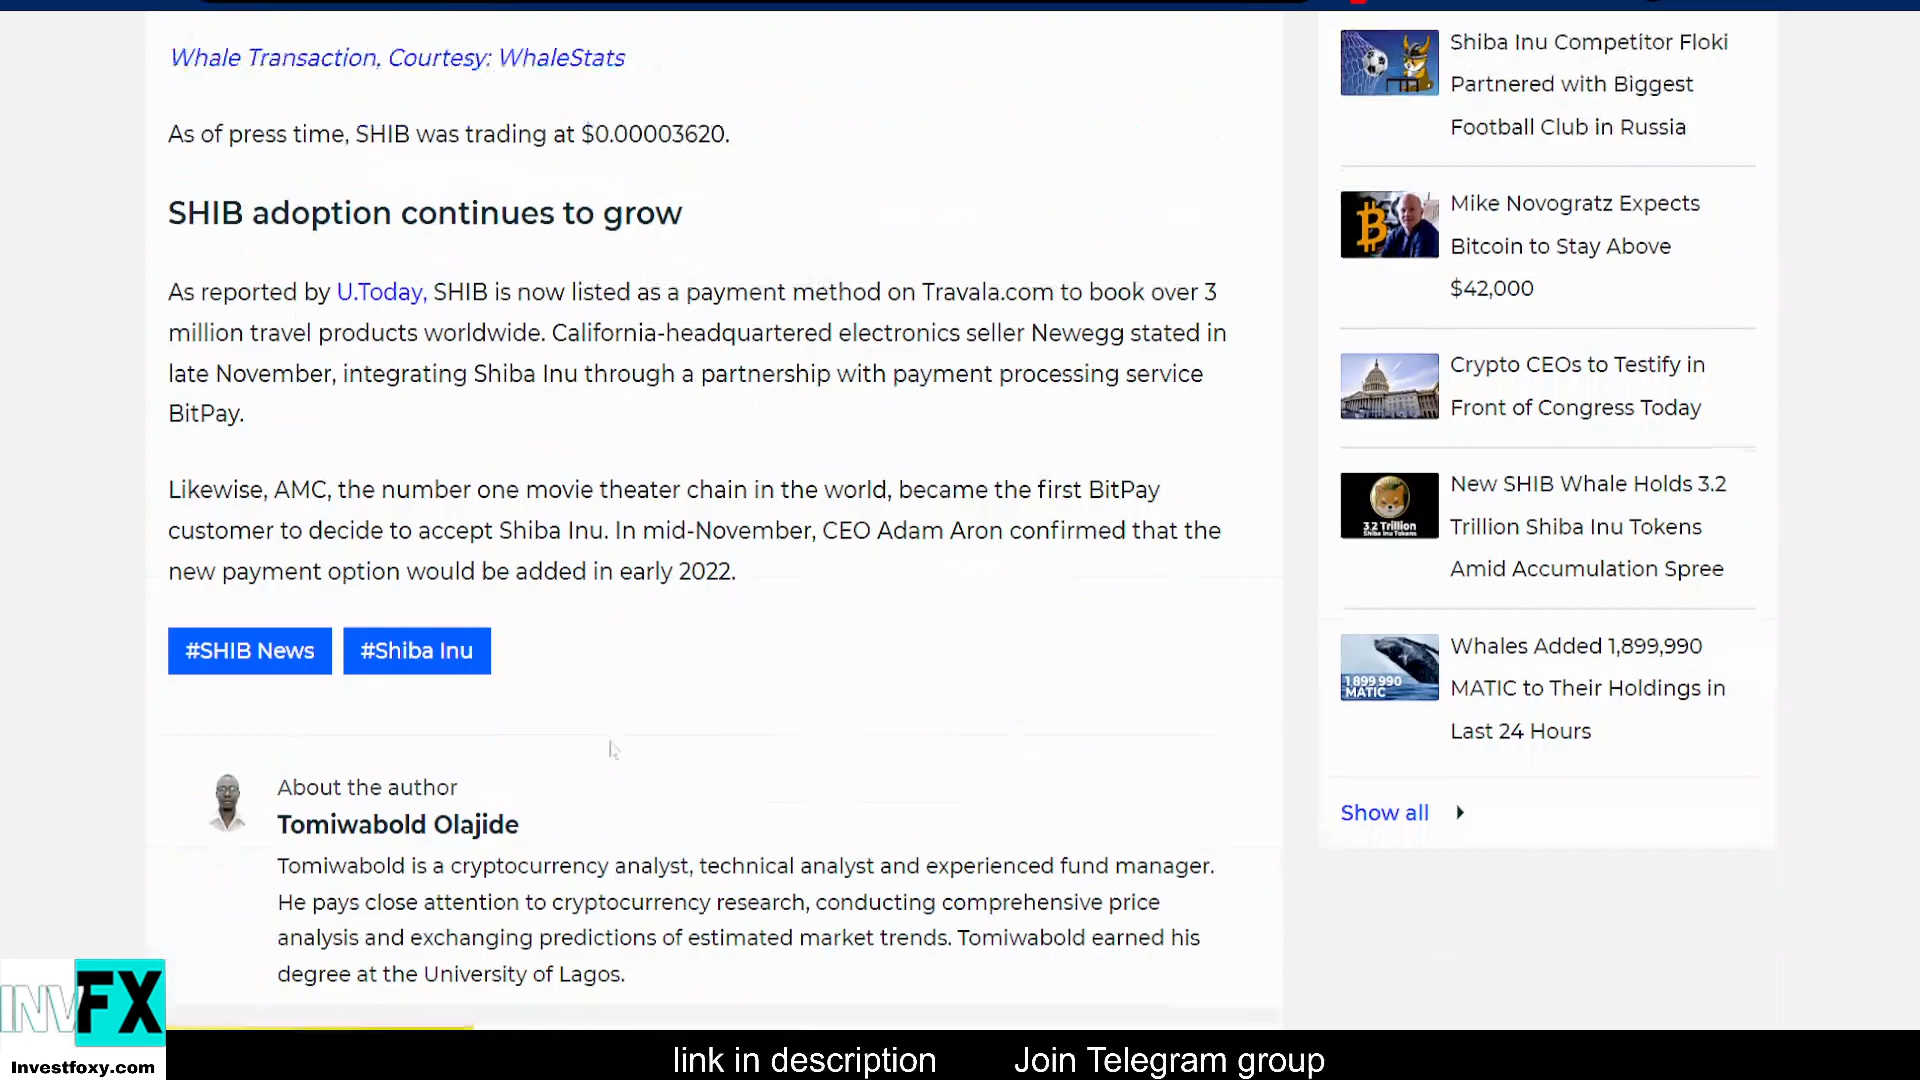 Whale Transaction, Courtesy: WhaleStats
As of press time, SHIB was trading at $0.00003620.
SHIB adoption continues to grow
As reported by U.Today, SHIB is now listed as a payment method on Travala.com to book over 3
million travel products worldwide. California-headquartered electronics seller Newegg stated in
late November, integrating Shiba Inu through a partnership with payment processing service
BitPay.
Likewise, AMC, the number one movie theater chain in the world, became the first BitPay
customer to decide to accept Shiba Inu. In mid-November, CEO Adam Aron confirmed that the
new payment option would be added in early 2022.
#SHIB News #Shiba Inu
About the author
Tomiwabold Olajide
Tomiwabold is a cryptocurrency analyst, technical analyst and experienced fund manager.
He pays close attention to cryptocurrency research, conducting comprehensive price
analysis and exchanging predictions of estimated market trends. Tomiwabold earned his
degree at the University of Lagos.
Shiba Inu Competitor Floki
Partnered with Biggest
Football Club in Russia
Mike Novogratz Expects
Bitcoin to Stay Above
$42,000
Crypto CEOs to Testify in
Front of Congress Today
3.2 Trillion
Shiba Inu Tokens
New SHIB Whale Holds 3.2
Trillion Shiba Inu Tokens
Amid Accumulation Spree
1,899,990
MATIC
Whales Added 1,899,990
MATIC to Their Holdings in
Last 24 Hours
Show all
INVFX
Investfoxy.com
link in description Join Telegram group